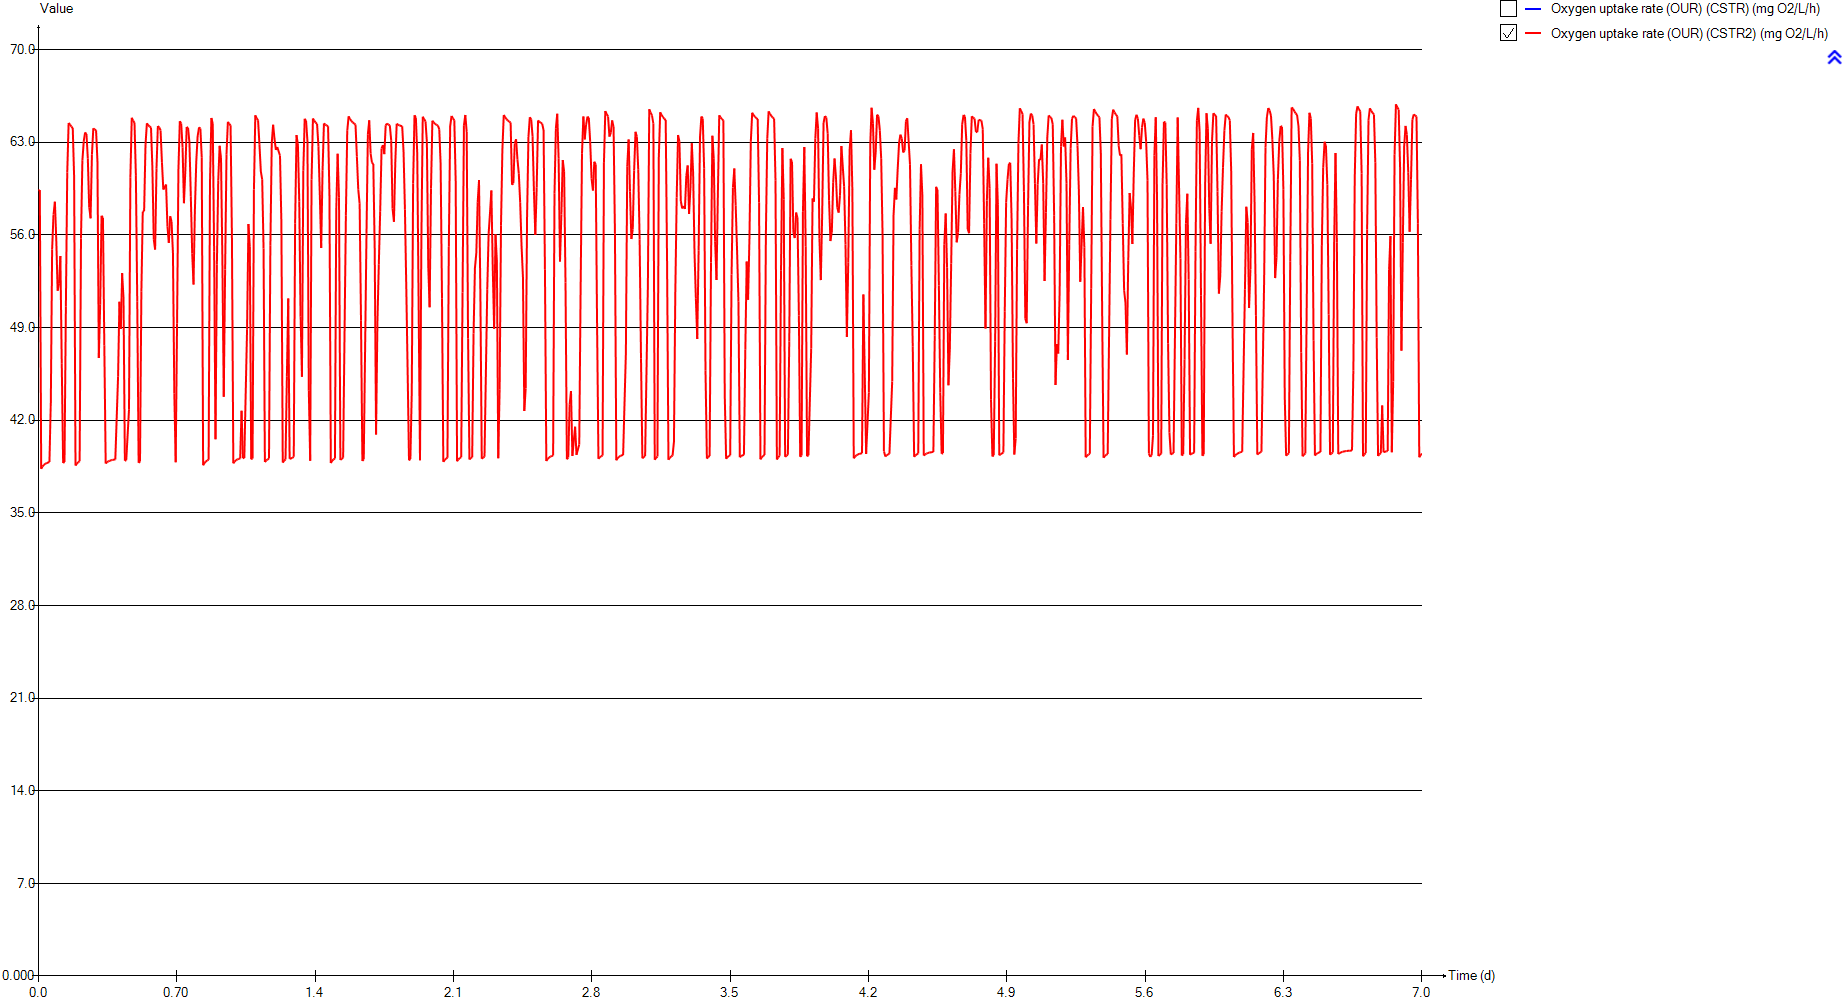 Value
Oxygen uptake rate (OUR) (CSTR) (mg O2/L/h)
Oxygen uptake rate (OUR) (CSTR2) (mg O2/L/h)
70.0
63.0
56.0
49.0
42.0
35.0
28.0
21.0
14.0
7.0
0.000
Time (d)
0.0 0.70 1.4 2.1 2.8 3.5 4.2 4.9 5.6 6.3 7.0